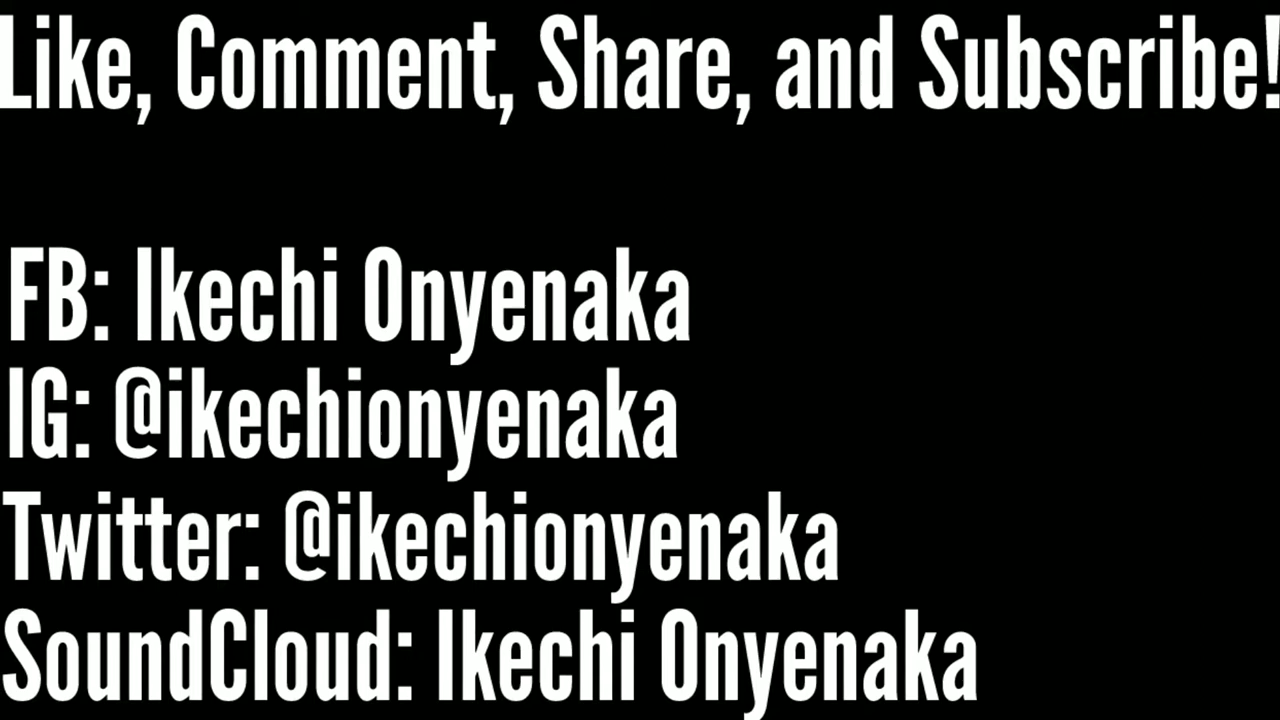 Like, Comment, Share, and Subscribe!
FB: Ikechi Onyenaka
IG: @ikechionyenaka
Twitter: @ikechionyenaka
SoundCloud: Ikechi Onyenaka